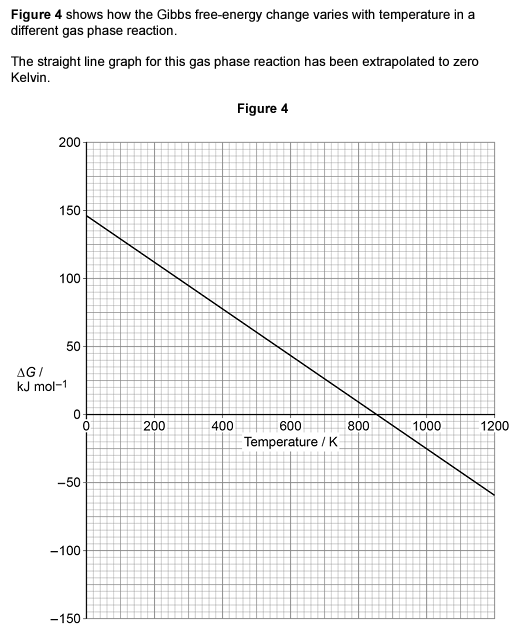 Figure 4 shows how the Gibbs free-energy change varies with temperature in a
different gas phase reaction.
The straight line graph for this gas phase reaction has been extrapolated to zero
Kelvin.
Figure 4
200
150
100
50
ΔG /
kJ mol−1
0
0 200 400 600 800 1000 1200
Temperature / K
−50
−100
−150